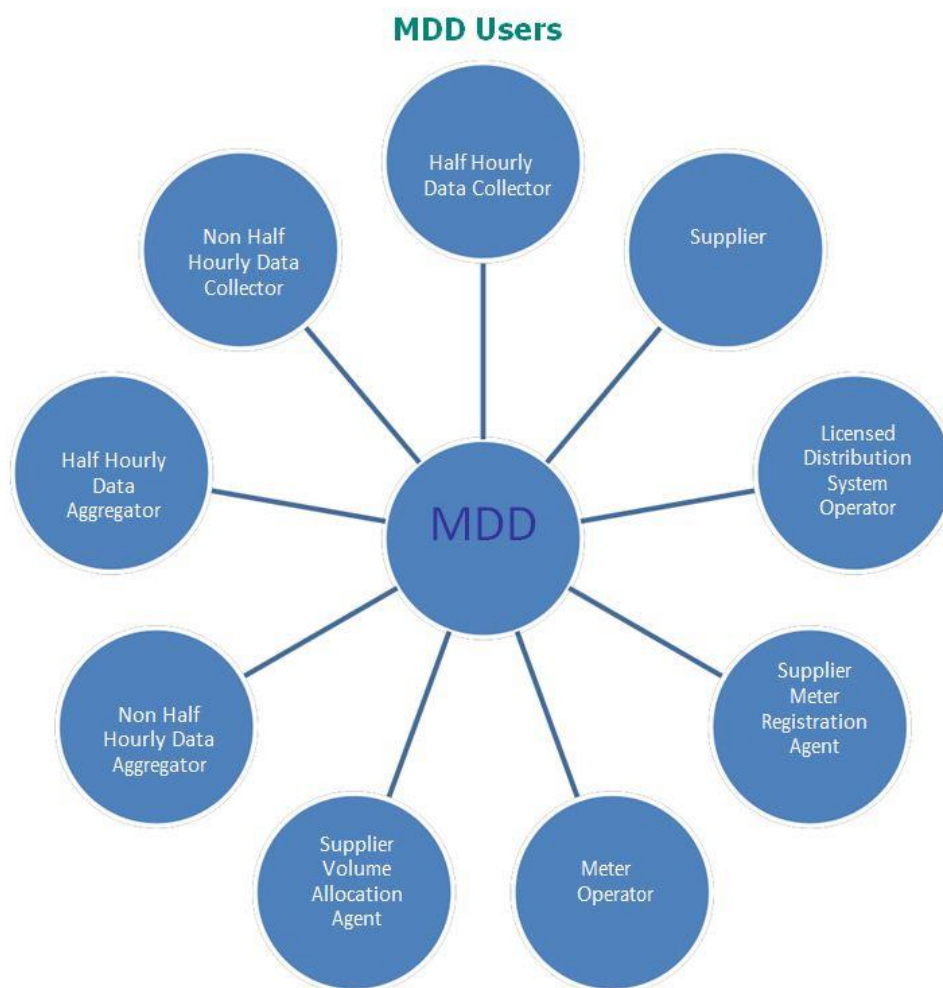 MDD Users
Half Hourly
Data Collector
Supplier
Licensed
Distribution
System
Operator
Supplier
Meter
Registration
Agent
Meter
Operator
Supplier
Volume
Allocation
Agent
Non Half
Hourly Data
Aggregator
Half Hourly
Data
Aggregator
Non Half
Hourly Data
Collector
MDD